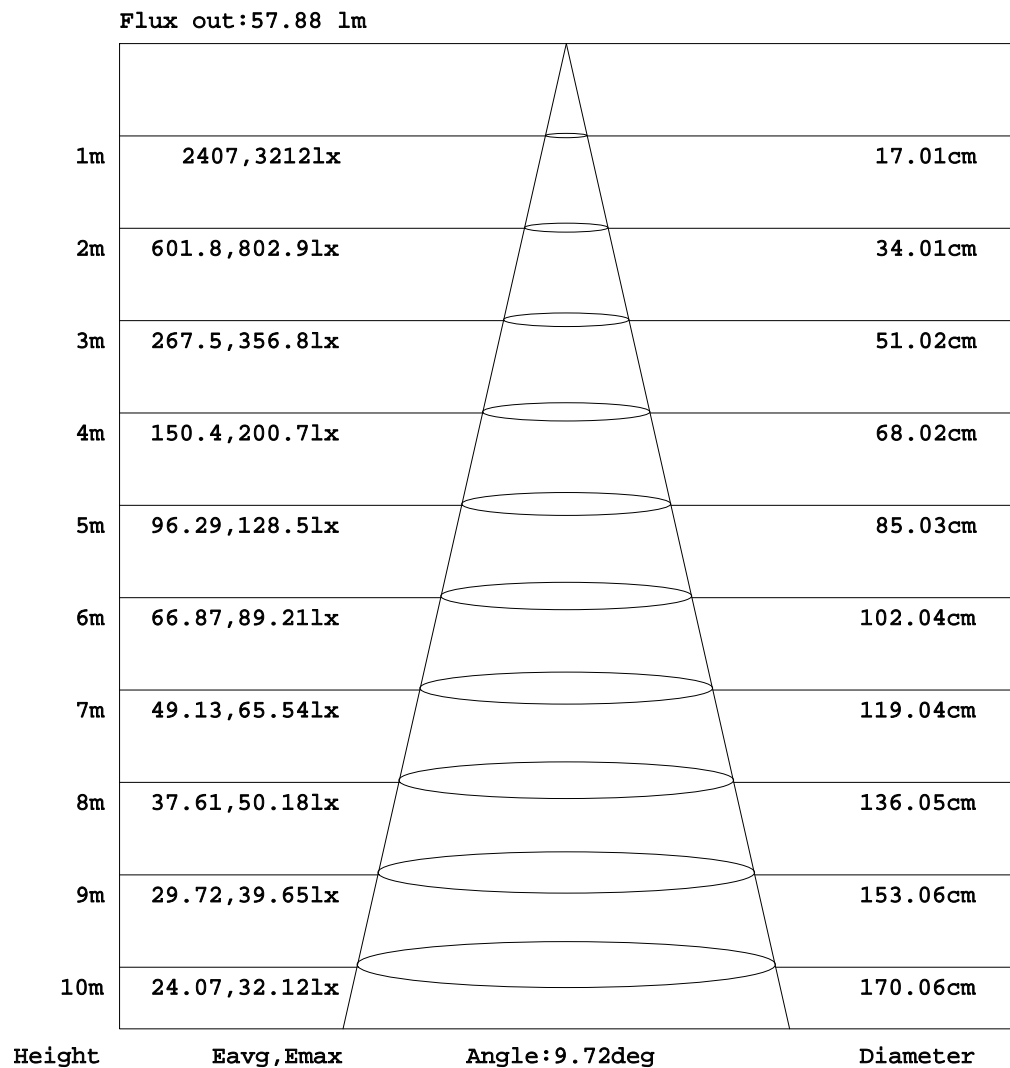 Flux out:57.88 lm
1m 2407,3212lx 17.01cm
2m 601.8,802.9lx 34.01cm
3m 267.5,356.8lx 51.02cm
4m 150.4,200.7lx 68.02cm
5m 96.29,128.5lx 85.03cm
6m 66.87,89.21lx 102.04cm
7m 49.13,65.54lx 119.04cm
8m 37.61,50.18lx 136.05cm
9m 29.72,39.65lx 153.06cm
10m 24.07,32.12lx 170.06cm
Height Eavg,Emax Angle:9.72deg Diameter